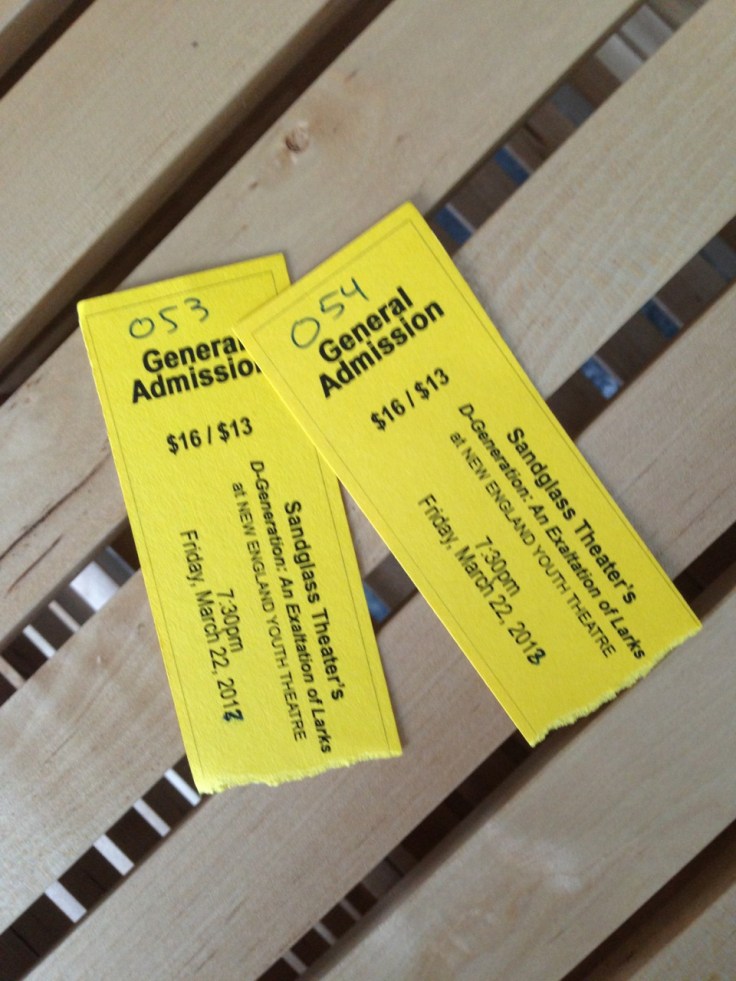 053
General
Admissio
$16 / $13
Sandglass Theater's
D-Generation: An Exaltation of Larks
at NEW ENGLAND YOUTH THEATRE
7:30pm
Friday, March 22, 2013
054
General
Admission
$16 / $13
Sandglass Theater's
D-Generation: An Exaltation of Larks
at NEW ENGLAND YOUTH THEATRE
7:30pm
Friday, March 22, 2013